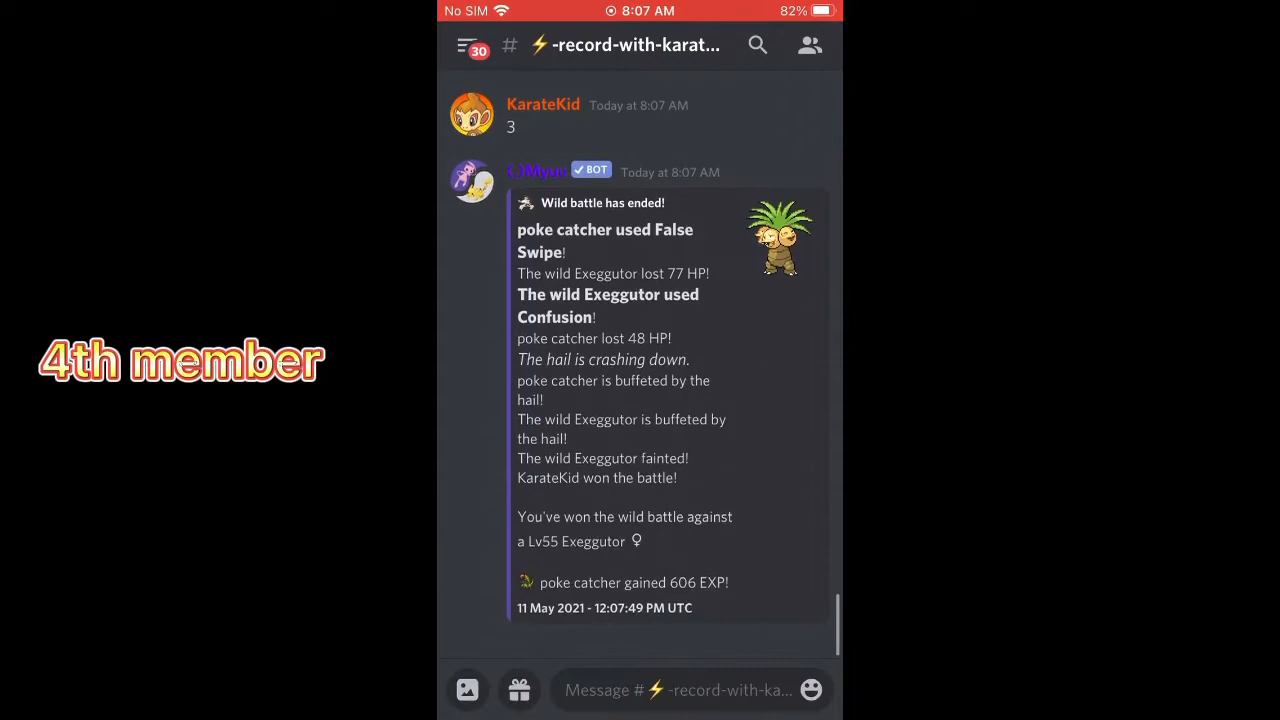 No SIM 8:07 AM 82%
30 # ⚡-record-with-karat...
KarateKid Today at 8:07 AM
3
(,)Myuu ✔ BOT Today at 8:07 AM
Wild battle has ended!
poke catcher used False
Swipe!
The wild Exeggutor lost 77 HP!
The wild Exeggutor used
Confusion!
poke catcher lost 48 HP!
The hail is crashing down.
poke catcher is buffeted by the
hail!
The wild Exeggutor is buffeted by
the hail!
The wild Exeggutor fainted!
KarateKid won the battle!
You've won the wild battle against
a Lv55 Exeggutor ♀
poke catcher gained 606 EXP!
11 May 2021 - 12:07:49 PM UTC
Message #⚡-record-with-ka...
4th member